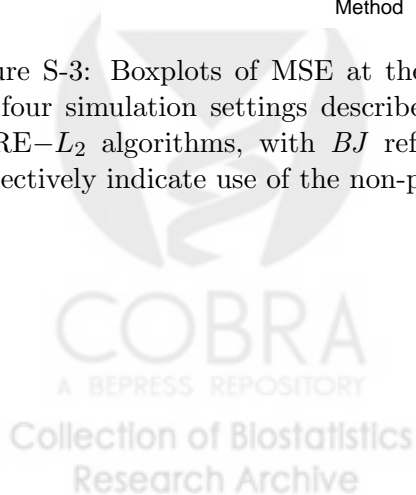 Method
ure S-3: Boxplots of MSE at the
four simulation settings describe
RE−L2 algorithms, with BJ ref
ectively indicate use of the non-p
COBRA
A BEPRESS REPOSITORY
Collection of Biostatistics
Research Archive